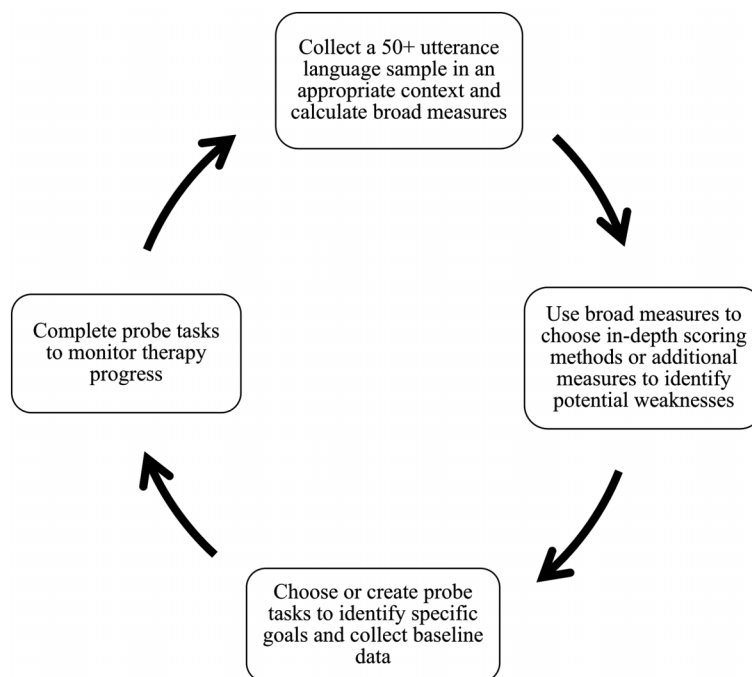 Collect a 50+ utterance
language sample in an
appropriate context and
calculate broad measures
Use broad measures to
choose in-depth scoring
methods or additional
measures to identify
potential weaknesses
Choose or create probe
tasks to identify specific
goals and collect baseline
data
Complete probe tasks
to monitor therapy
progress